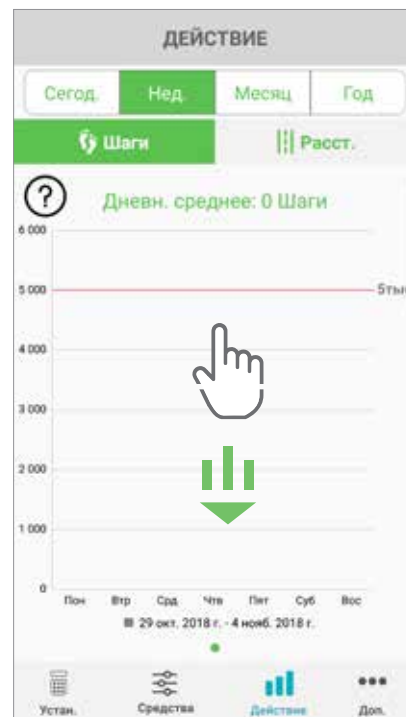 ДЕЙСТВИЕ
Сегод. Нед. Месяц Год
Шаги Расст.
? Дневн. среднее: 0 Шаги
6 000
5 000 5тыс
4 000
3 000
2 000
1 000
0
Пон Втр Срд Чтв Пят Суб Вос
29 окт. 2018 г. - 4 нояб. 2018 г.
Устан. Средства Действие Доп.